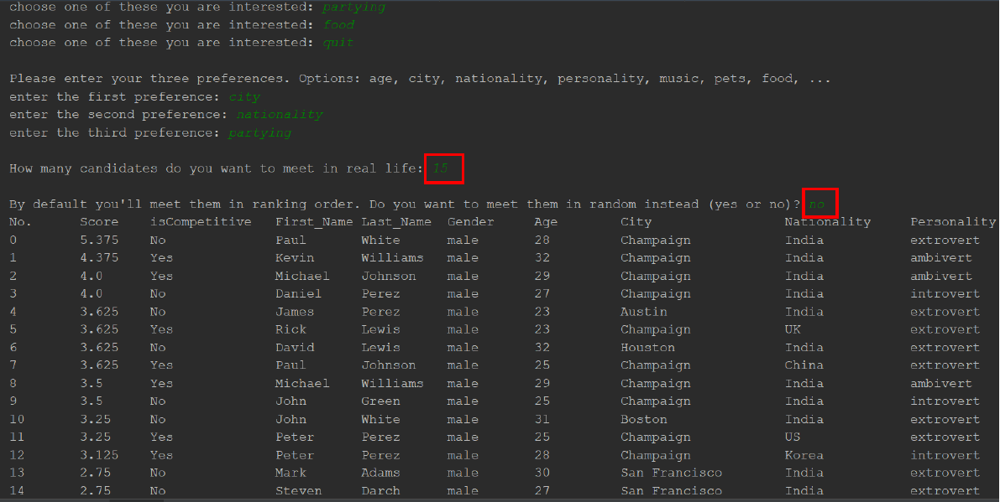 choose one of these you are interested: partying
choose one of these you are interested: food
choose one of these you are interested: quit
Please enter your three preferences. Options: age, city, nationality, personality, music, pets, food, ...
enter the first preference: city
enter the second preference: nationality
enter the third preference: partying
How many candidates do you want to meet in real life: 15
By default you'll meet them in ranking order. Do you want to meet them in random instead (yes or no)? no
No. Score isCompetitive First_Name Last_Name Gender Age City Nationality Personality
0 5.375 No Paul White male 28 Champaign India extrovert
1 4.375 Yes Kevin Williams male 32 Champaign India ambivert
2 4.0 Yes Michael Johnson male 29 Champaign India ambivert
3 4.0 No Daniel Perez male 27 Champaign India introvert
4 3.625 No James Perez male 23 Austin India extrovert
5 3.625 Yes Rick Lewis male 23 Champaign UK extrovert
6 3.625 No David Lewis male 32 Houston India extrovert
7 3.625 Yes Paul Johnson male 25 Champaign China extrovert
8 3.5 Yes Michael Williams male 29 Champaign India ambivert
9 3.5 No John Green male 25 Champaign India introvert
10 3.25 No John White male 31 Boston India extrovert
11 3.25 Yes Peter Perez male 25 Champaign US extrovert
12 3.125 Yes Peter Perez male 28 Champaign Korea introvert
13 2.75 No Mark Adams male 30 San Francisco India extrovert
14 2.75 No Steven Darch male 27 San Francisco India extrovert